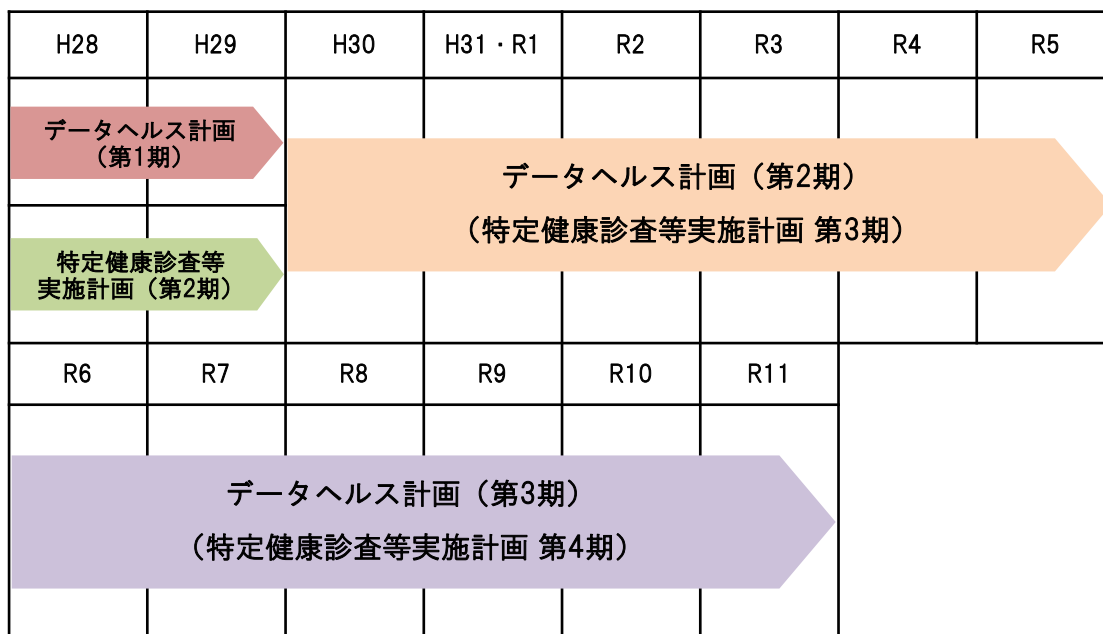 H28 H29 H30 H31・R1 R2 R3 R4 R5
データヘルス計画
（第1期）
データヘルス計画（第2期）
（特定健康診査等実施計画 第3期）
特定健康診査等
実施計画（第2期）
R6 R7 R8 R9 R10 R11
データヘルス計画（第3期）
（特定健康診査等実施計画 第4期）